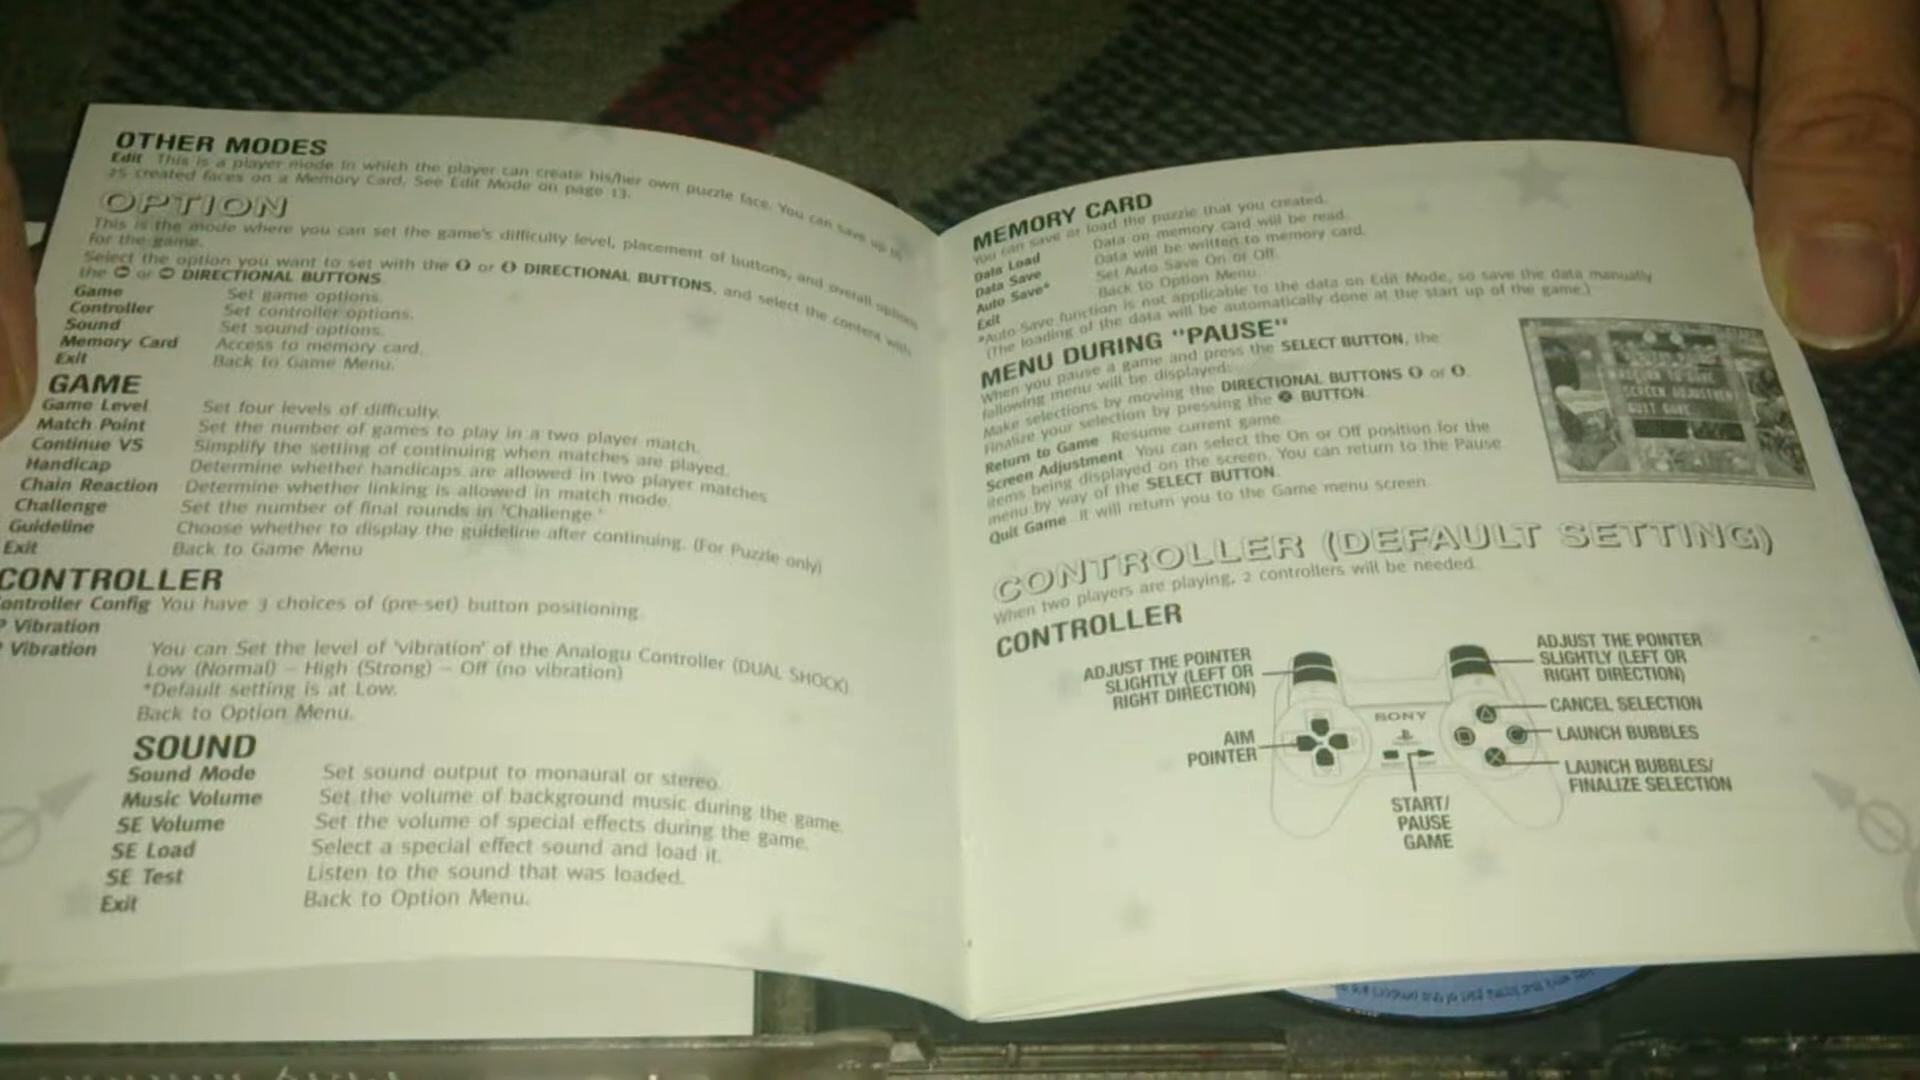 OTHER MODES
Edit This is a player mode in which the player can create his/her own puzzle face. You can save up to
25 created faces on a Memory Card. See Edit Mode on page 13.
OPTION
This is the mode where you can set the game's difficulty level, placement of buttons, and overall options
for the game.
Select the option you want to set with the or DIRECTIONAL BUTTONS, and select the content with
the or DIRECTIONAL BUTTONS.
Game Set game options.
Controller Set controller options.
Sound Set sound options.
Memory Card Access to memory card.
Exit Back to Game Menu.
GAME
Game Level Set four levels of difficulty.
Match Point Set the number of games to play in a two player match.
Continue VS Simplify the setting of continuing when matches are played.
Handicap Determine whether handicaps are allowed in two player matches
Chain Reaction Determine whether linking is allowed in match mode.
Challenge Set the number of final rounds in 'Challenge.'
Guideline Choose whether to display the guideline after continuing. (For Puzzle only)
Exit Back to Game Menu
CONTROLLER
ontroller Config You have 3 choices of (pre-set) button positioning.
P Vibration
Vibration You can Set the level of 'vibration' of the Analogu Controller (DUAL SHOCK)
Low (Normal) – High (Strong) – Off (no vibration)
*Default setting is at Low.
Back to Option Menu.
SOUND
Sound Mode Set sound output to monaural or stereo.
Music Volume Set the volume of background music during the game.
SE Volume Set the volume of special effects during the game.
SE Load Select a special effect sound and load it.
SE Test Listen to the sound that was loaded.
Exit Back to Option Menu.
MEMORY CARD
You can save or load the puzzle that you created.
Data Load Data on memory card will be read.
Data Save Data will be written to memory card.
Auto Save* Set Auto Save On or Off.
Exit Back to Option Menu.
*Auto Save function is not applicable to the data on Edit Mode, so save the data manually
(The loading of the data will be automatically done at the start up of the game.)
MENU DURING "PAUSE"
When you pause a game and press the SELECT BUTTON, the
following menu will be displayed:
Make selections by moving the DIRECTIONAL BUTTONS or .
Finalize your selection by pressing the BUTTON.
Return to Game Resume current game
Screen Adjustment You can select the On or Off position for the
items being displayed on the screen. You can return to the Pause
menu by way of the SELECT BUTTON.
Quit Game It will return you to the Game menu screen.
SCREEN ADJUSTMEN
QUIT GAME
CONTROLLER (DEFAULT SETTING)
When two players are playing, 2 controllers will be needed.
CONTROLLER
ADJUST THE POINTER
SLIGHTLY (LEFT OR
RIGHT DIRECTION)
AIM
POINTER
SONY
START/
PAUSE
GAME
ADJUST THE POINTER
SLIGHTLY (LEFT OR
RIGHT DIRECTION)
CANCEL SELECTION
LAUNCH BUBBLES
LAUNCH BUBBLES/
FINALIZE SELECTION